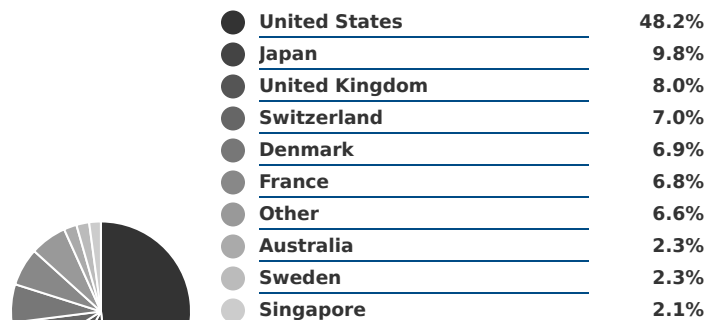 United States 48.2%
Japan 9.8%
United Kingdom 8.0%
Switzerland 7.0%
Denmark 6.9%
France 6.8%
Other 6.6%
Australia 2.3%
Sweden 2.3%
Singapore 2.1%